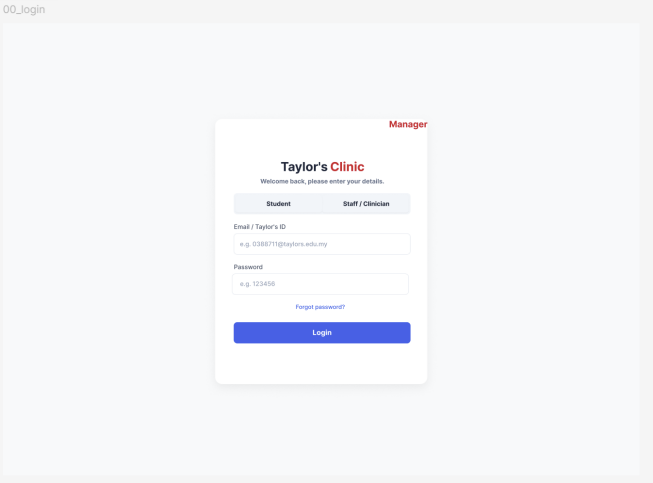 00_login
Manager
Taylor's Clinic
Welcome back, please enter your details.
Student Staff / Clinician
Email / Taylor's ID
e.g. 0388711@taylors.edu.my
Password
e.g. 123456
Forgot password?
Login